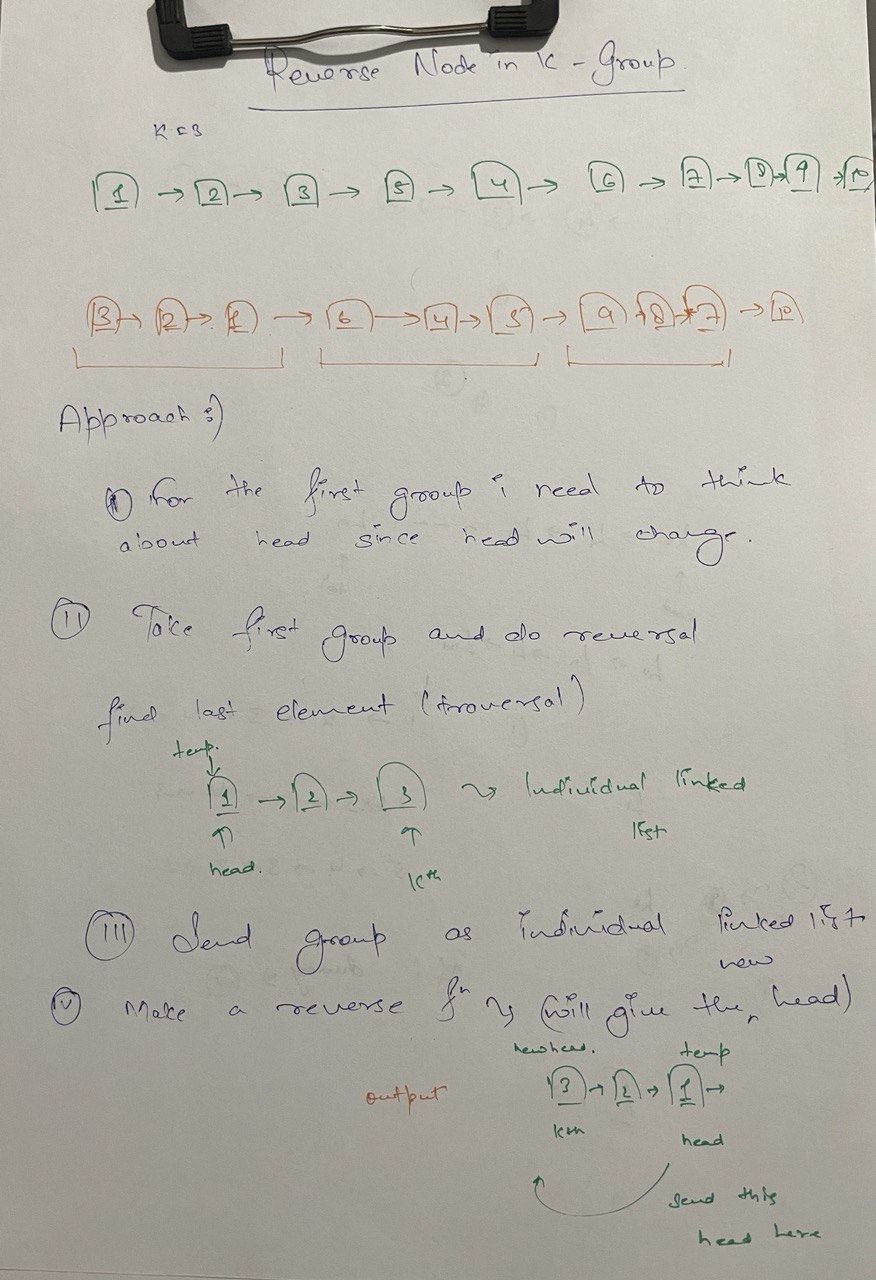 Reverse Node in K - Group.
K = 3
1 → 2 → 3 → 5 → 4 → 6 → 7 → 8 → 9 → 10
3 → 2 → 1 → 6 → 4 → 5 → 9 → 8 → 7 → 10
Approach :)
(I) For the first group i need to think
about head since head will change.
(II) Take first group and do reversal
find last element (traversal)
temp.
1 → 2 → 3 ~> Individual linked
list
head. Kth
(III) Send group as individual linked list
new
(IV) Make a reverse fn ~> (will give the ^ head)
newhead. temp
output 3 → 2 → 1 →
Kth head
Send this
head here